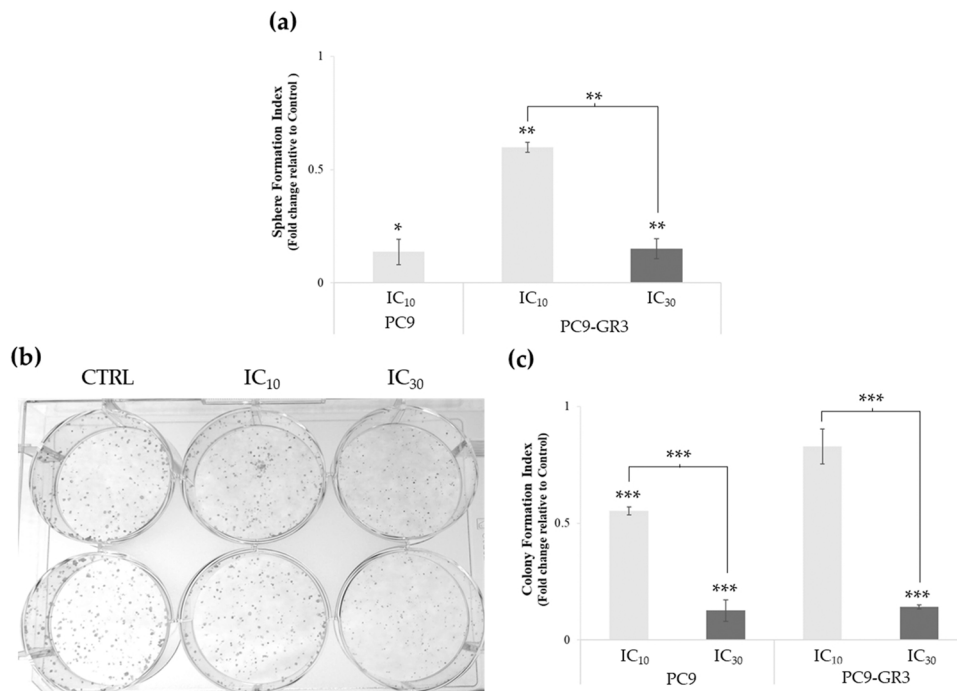 (a)
Sphere Formation Index
(Fold change relative to Control )
1
0.5
0
*
**
**
**
IC₁₀
IC₁₀
IC₃₀
PC9
PC9-GR3
(b)
CTRL
IC₁₀
IC₃₀
(c)
Colony Formation Index
(Fold change relative to Control)
1
0.5
0
***
***
***
***
***
IC₁₀
IC₃₀
IC₁₀
IC₃₀
PC9
PC9-GR3